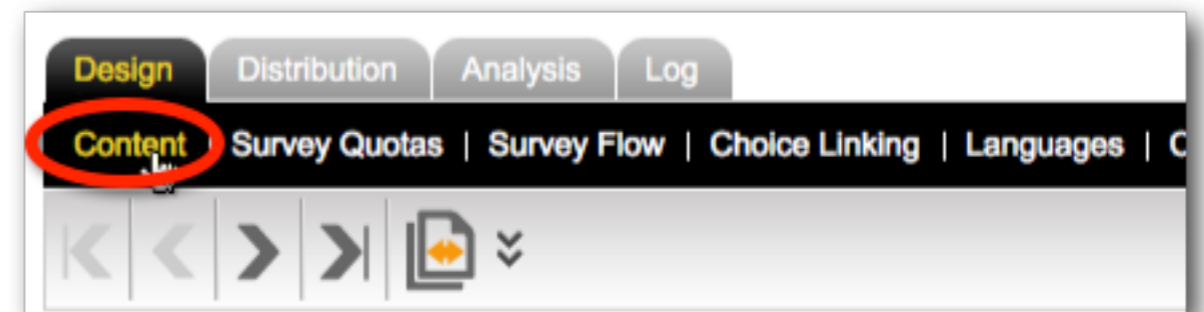 Design Distribution Analysis Log
Content | Survey Quotas | Survey Flow | Choice Linking | Languages |